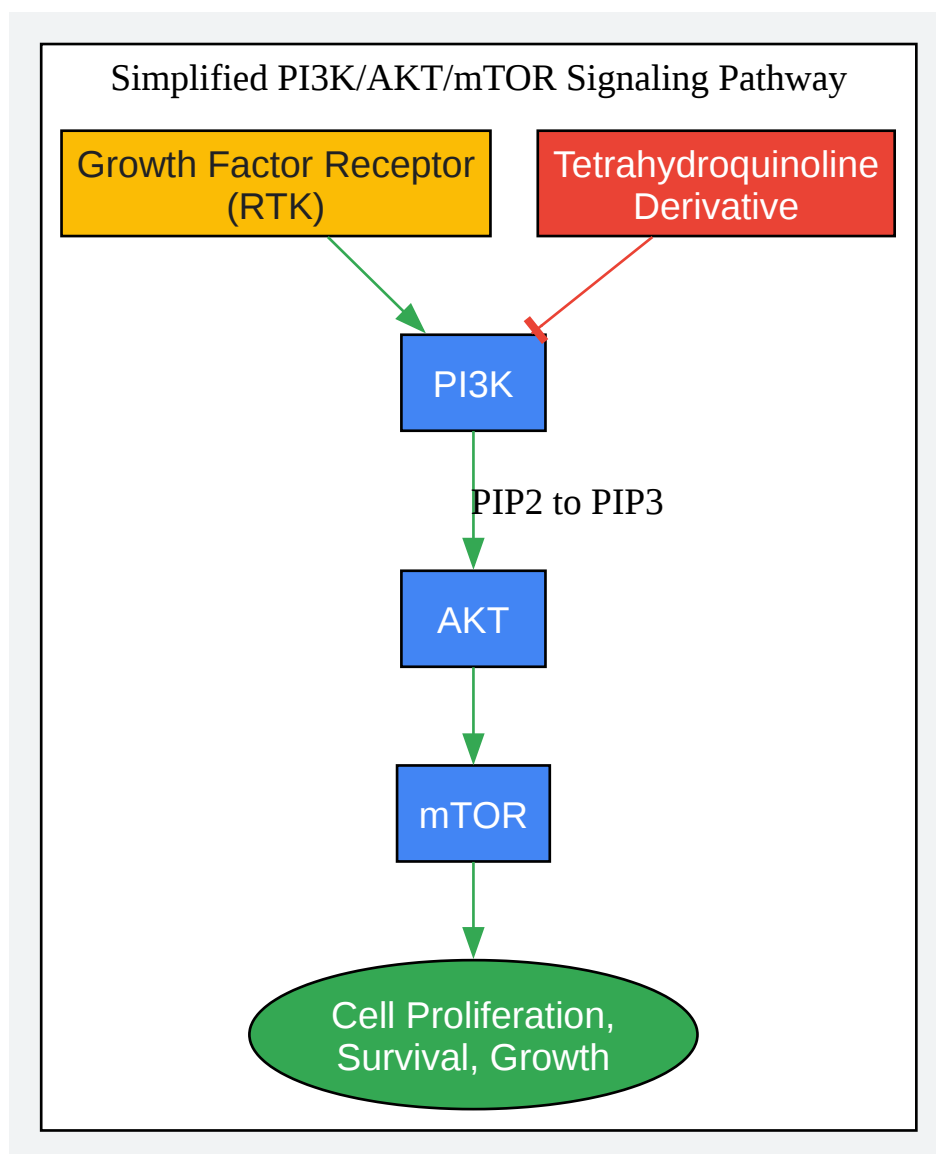 Simplified PI3K/AKT/mTOR Signaling Pathway
Growth Factor Receptor
(RTK)
Tetrahydroquinoline
Derivative
PI3K
PIP2 to PIP3
AKT
mTOR
Cell Proliferation,
Survival, Growth